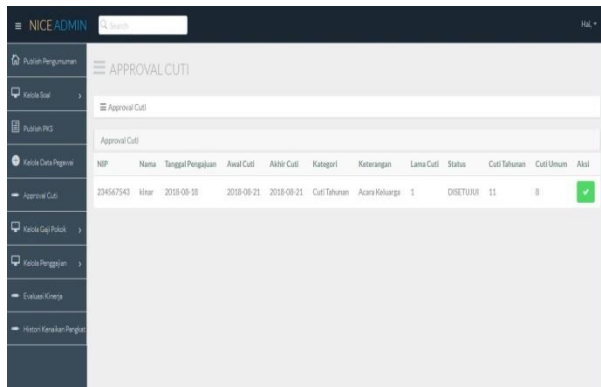 NICE ADMIN
Search
Hai,
Publish Pengumuman
Kelola Soal
Publish PKG
Kelola Data Pegawai
Approval Cuti
Kelola Gaji Pokok
Kelola Penggajian
Evaluasi Kinerja
Histori Kenaikan Pangkat
APPROVAL CUTI
Approval Cuti
Approval Cuti
NIP Nama Tanggal Pengajuan Awal Cuti Akhir Cuti Kategori Keterangan Lama Cuti Status Cuti Tahunan Cuti Umum Aksi
234567543 kinar 2018-08-18 2018-08-21 2018-08-21 Cuti Tahunan Acara Keluarga 1 DISETUJUI 11 8